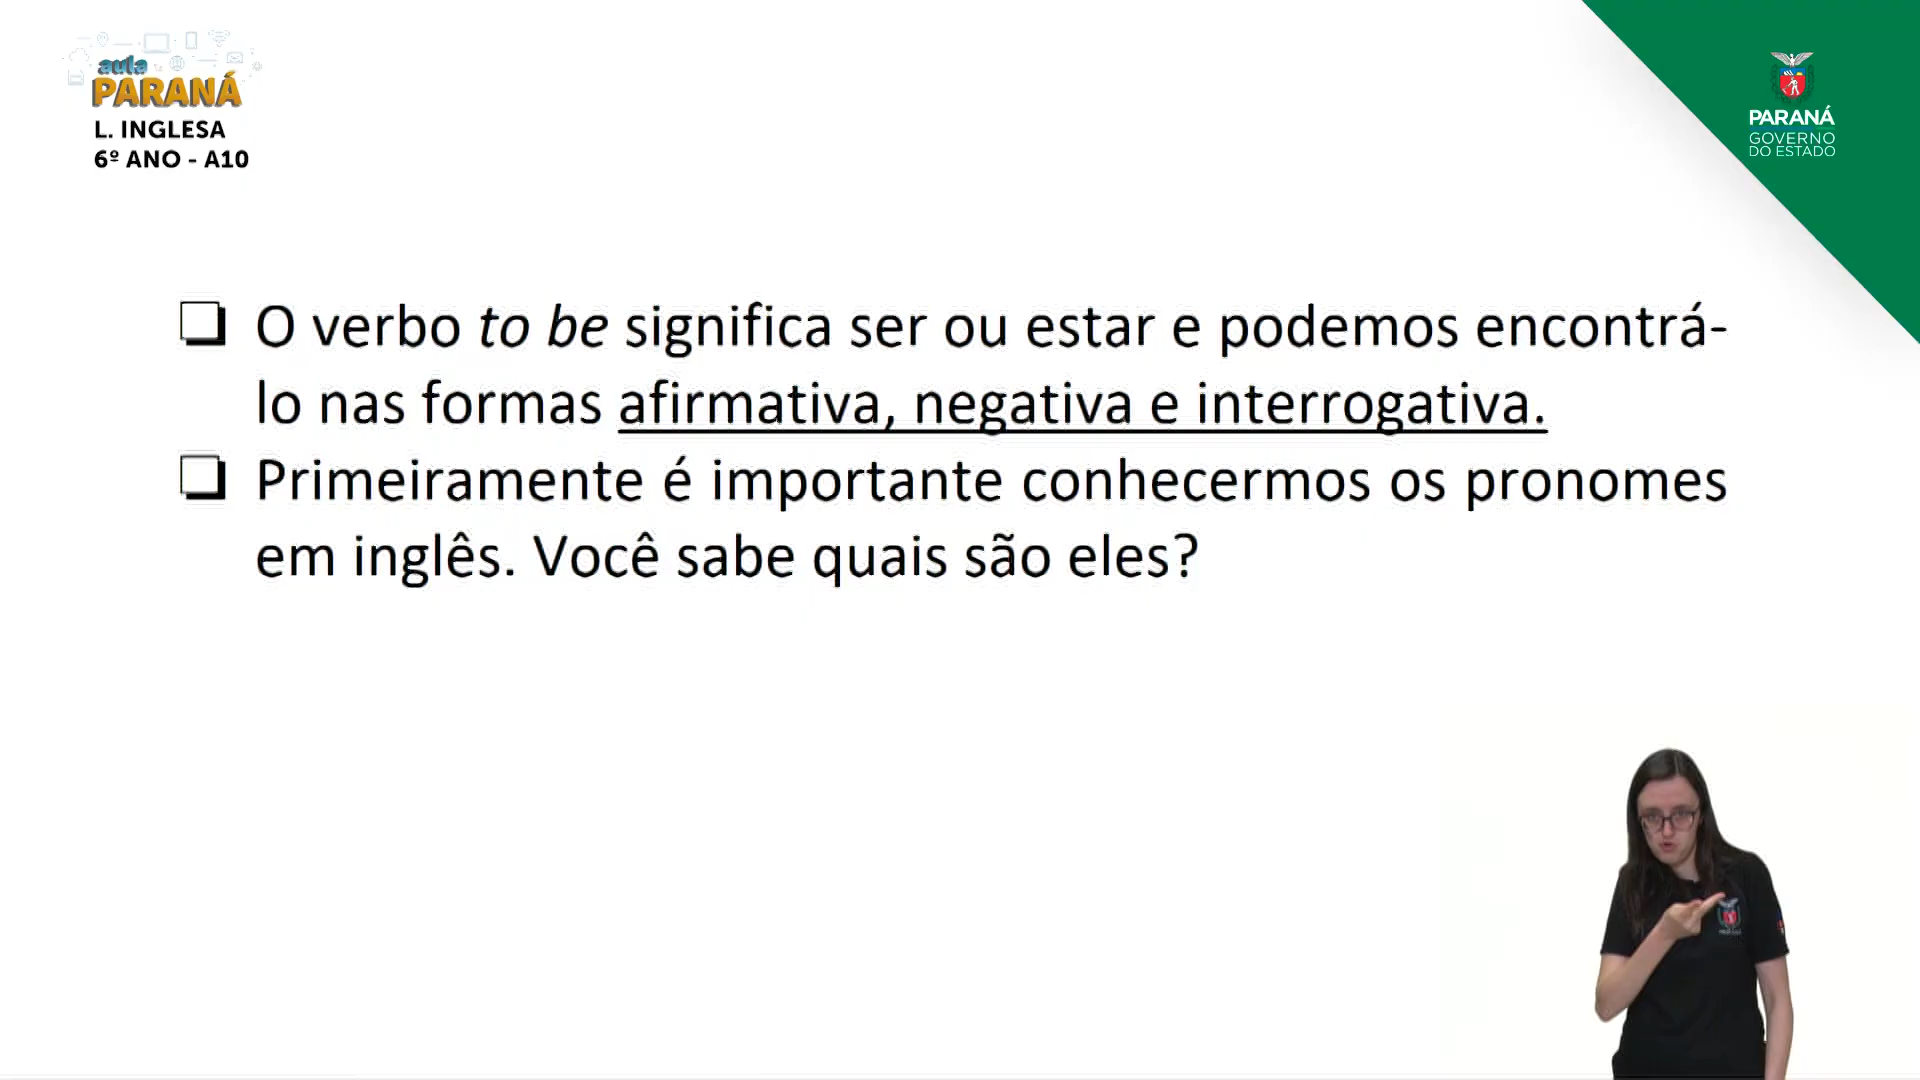 aula
PARANÁ
L. INGLESA
6º ANO - A10
PARANÁ
GOVERNO
DO ESTADO
O verbo to be significa ser ou estar e podemos encontrá-
lo nas formas afirmativa, negativa e interrogativa.
Primeiramente é importante conhecermos os pronomes
em inglês. Você sabe quais são eles?